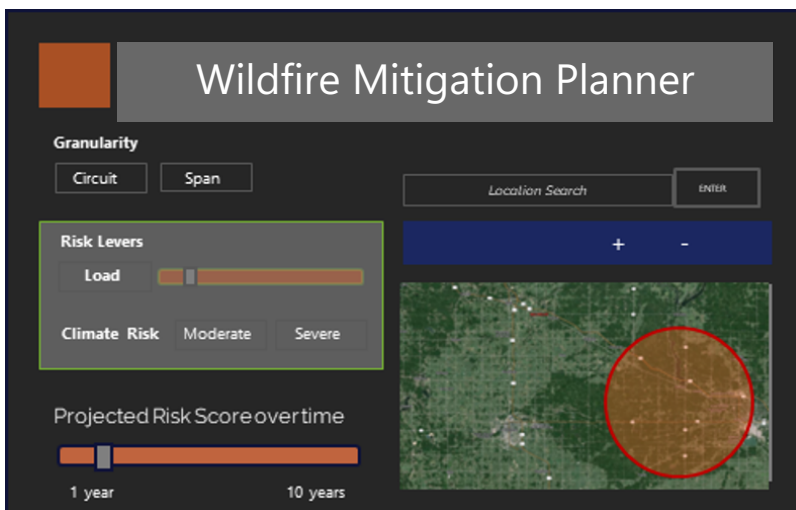 Wildfire Mitigation Planner
Granularity
Circuit Span
Location Search ENTER
Risk Levers
+ -
Load
Climate Risk Moderate Severe
Projected Risk Score over time
1 year 10 years